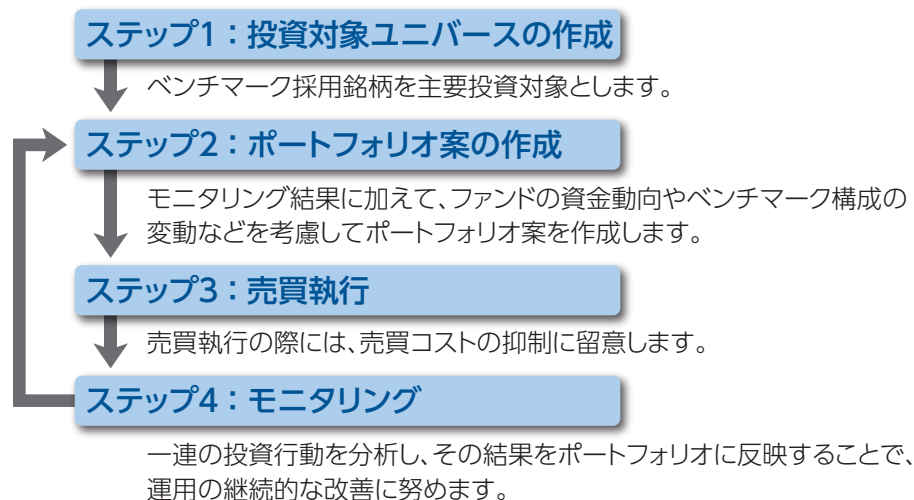 ステップ1：投資対象ユニバースの作成
ベンチマーク採用銘柄を主要投資対象とします。
ステップ2：ポートフォリオ案の作成
モニタリング結果に加えて、ファンドの資金動向やベンチマーク構成の
変動などを考慮してポートフォリオ案を作成します。
ステップ3：売買執行
売買執行の際には、売買コストの抑制に留意します。
ステップ4：モニタリング
一連の投資行動を分析し、その結果をポートフォリオに反映することで、
運用の継続的な改善に努めます。